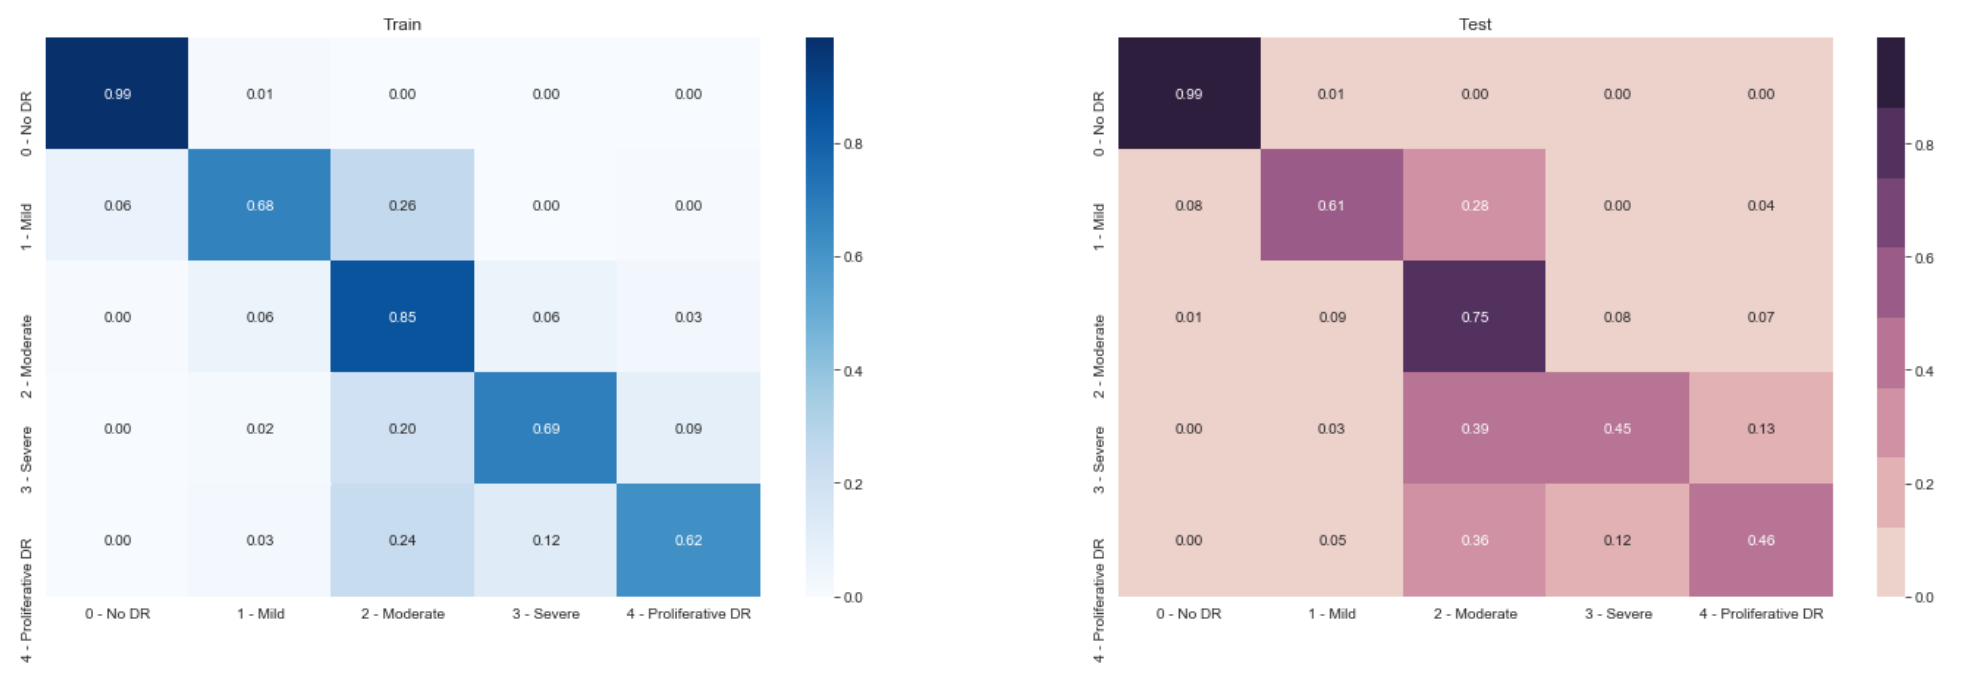 Train
0 - No DR
0.99 0.01 0.00 0.00 0.00
1 - Mild
0.06 0.68 0.26 0.00 0.00
2 - Moderate
0.00 0.06 0.85 0.06 0.03
3 - Severe
0.00 0.02 0.20 0.69 0.09
4 - Proliferative DR
0.00 0.03 0.24 0.12 0.62
0 - No DR 1 - Mild 2 - Moderate 3 - Severe 4 - Proliferative DR
0.8
0.6
0.4
0.2
0.0
Test
0 - No DR
0.99 0.01 0.00 0.00 0.00
1 - Mild
0.08 0.61 0.28 0.00 0.04
2 - Moderate
0.01 0.09 0.75 0.08 0.07
3 - Severe
0.00 0.03 0.39 0.45 0.13
4 - Proliferative DR
0.00 0.05 0.36 0.12 0.46
0 - No DR 1 - Mild 2 - Moderate 3 - Severe 4 - Proliferative DR
0.8
0.6
0.4
0.2
0.0